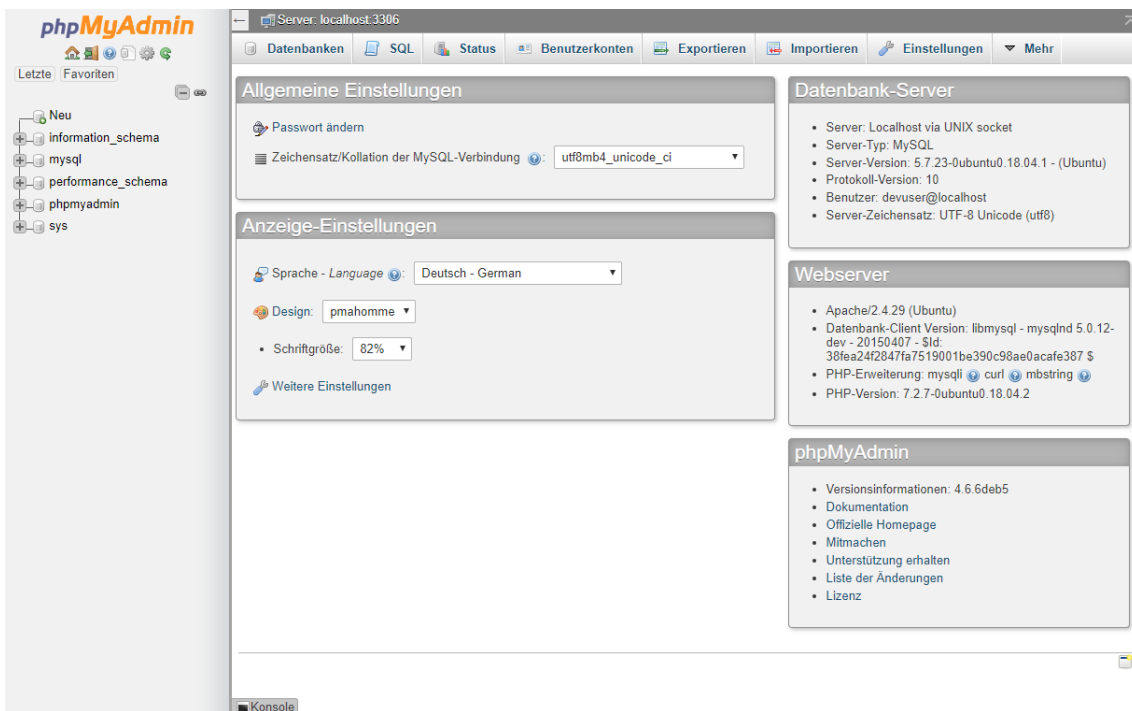 phpMyAdmin
Letzte Favoriten
Neu
information_schema
mysql
performance_schema
phpmyadmin
sys
Server: localhost:3306
Datenbanken SQL Status Benutzerkonten Exportieren Importieren Einstellungen Mehr
Allgemeine Einstellungen
Passwort ändern
Zeichensatz/Kollation der MySQL-Verbindung : utf8mb4_unicode_ci
Anzeige-Einstellungen
Sprache - Language : Deutsch - German
Design: pmahomme
• Schriftgröße: 82%
Weitere Einstellungen
Datenbank-Server
• Server: Localhost via UNIX socket
• Server-Typ: MySQL
• Server-Version: 5.7.23-0ubuntu0.18.04.1 - (Ubuntu)
• Protokoll-Version: 10
• Benutzer: devuser@localhost
• Server-Zeichensatz: UTF-8 Unicode (utf8)
Webserver
• Apache/2.4.29 (Ubuntu)
• Datenbank-Client Version: libmysql - mysqlnd 5.0.12-
dev - 20150407 - $Id:
38fea24f2847fa7519001be390c98ae0acafe387 $
• PHP-Erweiterung: mysqli curl mbstring
• PHP-Version: 7.2.7-0ubuntu0.18.04.2
phpMyAdmin
• Versionsinformationen: 4.6.6deb5
• Dokumentation
• Offizielle Homepage
• Mitmachen
• Unterstützung erhalten
• Liste der Änderungen
• Lizenz
Konsole